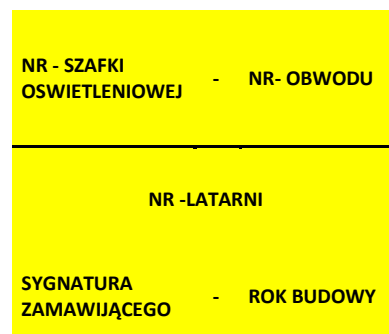 NR - SZAFKI
OSWIETLENIOWEJ - NR- OBWODU
NR -LATARNI
SYGNATURA
ZAMAWIJĄCEGO - ROK BUDOWY